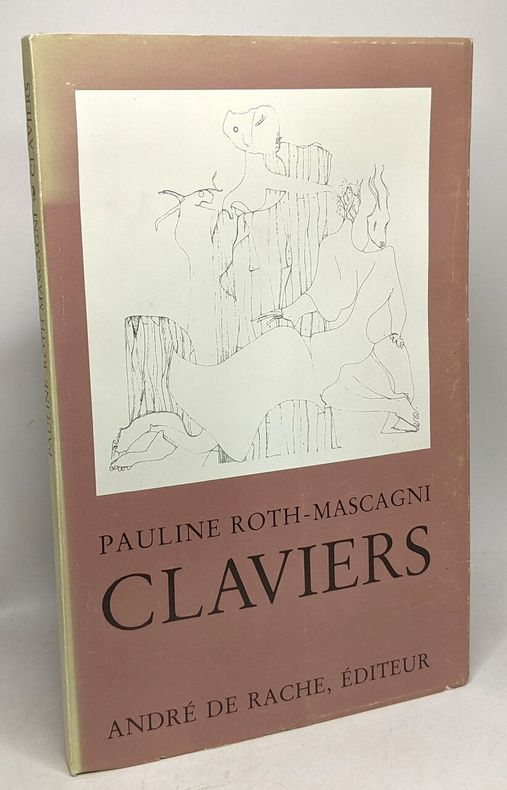 PAULINE ROTH-MASCAGNI
CLAVIERS
ANDRÉ DE RACHE, ÉDITEUR
PAULINE ROTH-MASCAGNI CLAVIERS